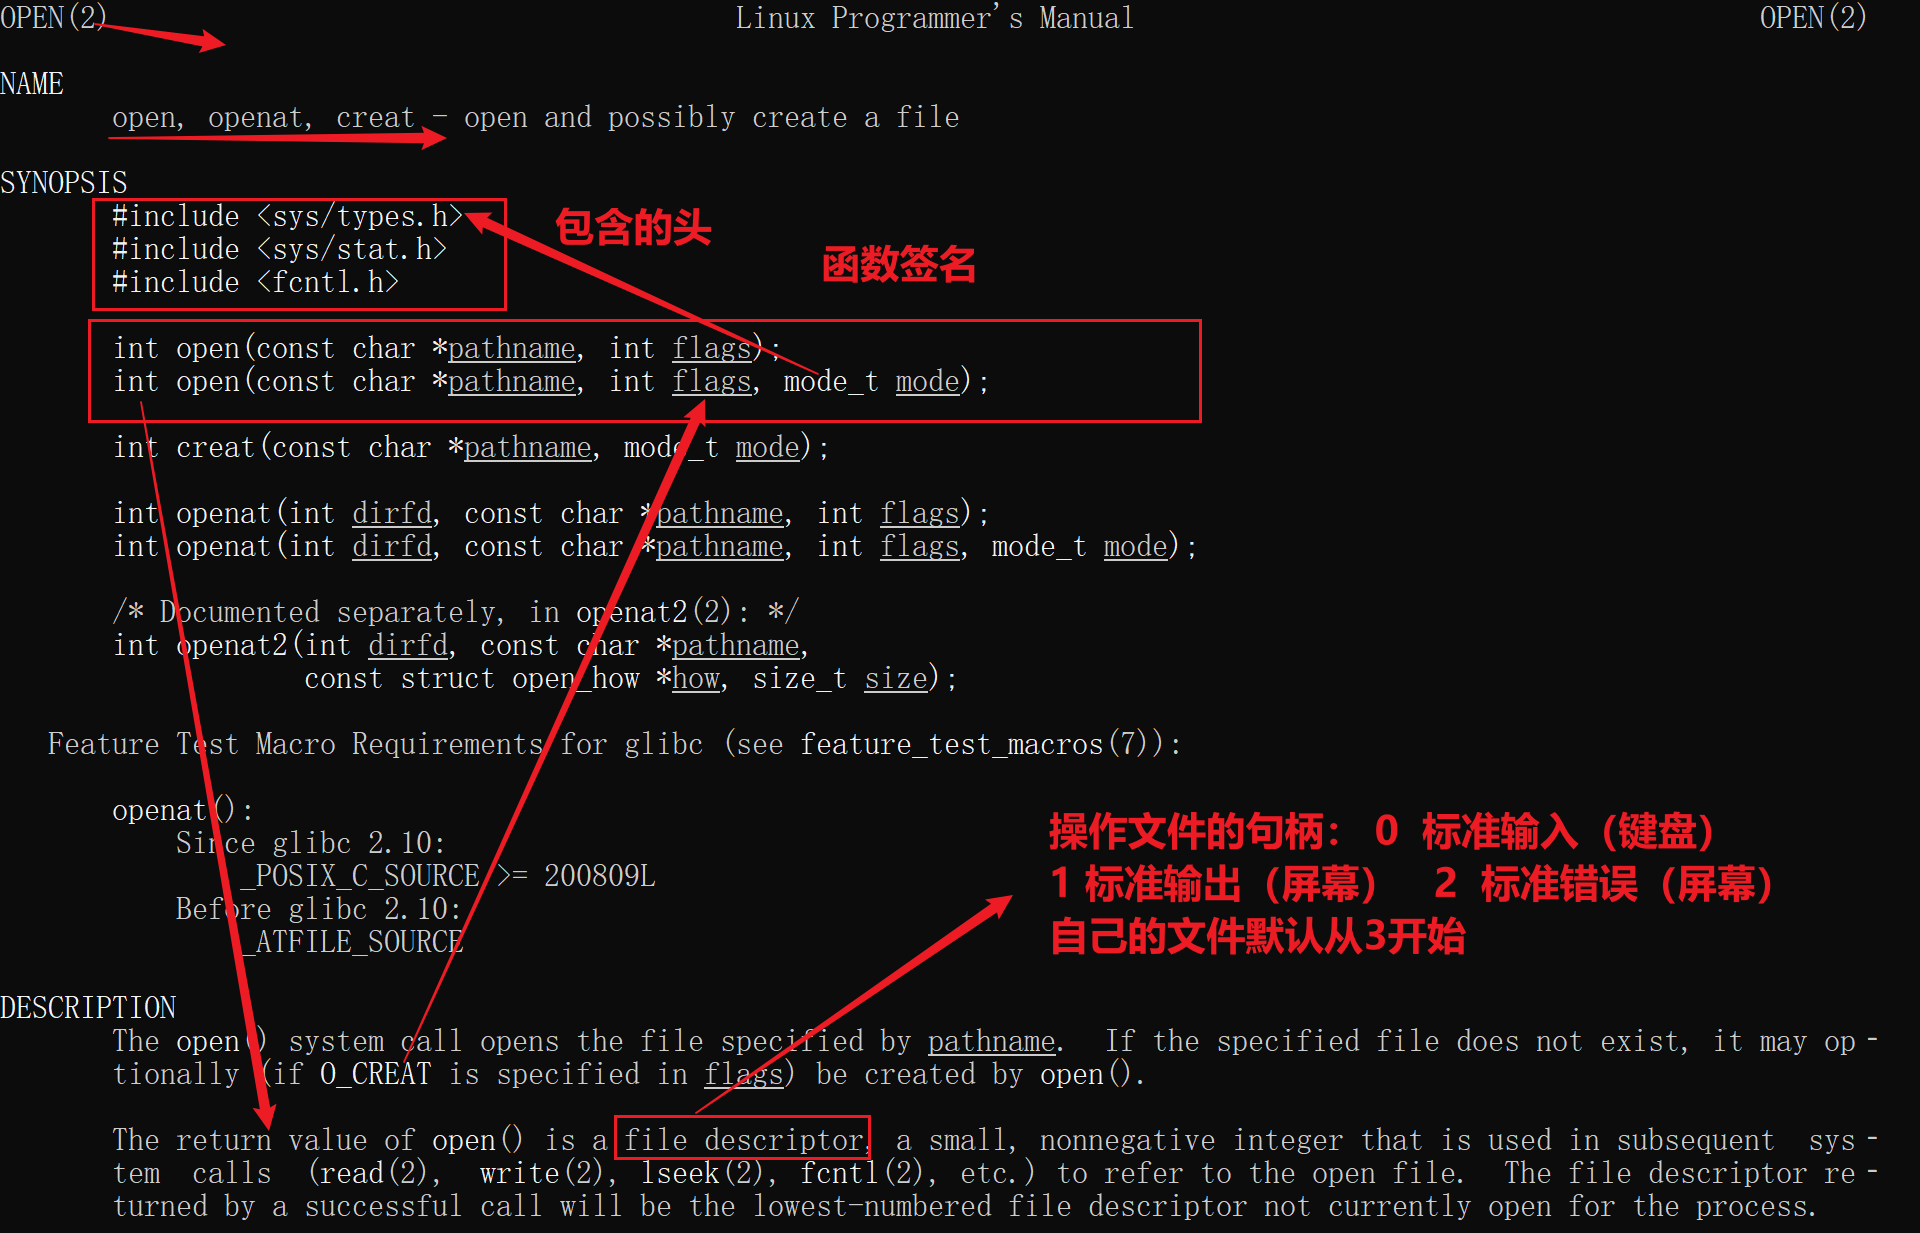 OPEN(2) Linux Programmer's Manual OPEN(2)
NAME
open, openat, creat - open and possibly create a file
SYNOPSIS
#include <sys/types.h>
#include <sys/stat.h>
#include <fcntl.h>
包含的头
函数签名
int open(const char *pathname, int flags);
int open(const char *pathname, int flags, mode_t mode);
int creat(const char *pathname, mode_t mode);
int openat(int dirfd, const char *pathname, int flags);
int openat(int dirfd, const char *pathname, int flags, mode_t mode);
/* Documented separately, in openat2(2): */
int openat2(int dirfd, const char *pathname,
const struct open_how *how, size_t size);
Feature Test Macro Requirements for glibc (see feature_test_macros(7)):
openat():
Since glibc 2.10:
_POSIX_C_SOURCE >= 200809L
Before glibc 2.10:
_ATFILE_SOURCE
操作文件的句柄： 0 标准输入（键盘）
1 标准输出（屏幕） 2 标准错误（屏幕）
自己的文件默认从3开始
DESCRIPTION
The open() system call opens the file specified by pathname. If the specified file does not exist, it may op-
tionally (if O_CREAT is specified in flags) be created by open().
The return value of open() is a file descriptor, a small, nonnegative integer that is used in subsequent sys-
tem calls (read(2), write(2), lseek(2), fcntl(2), etc.) to refer to the open file. The file descriptor re-
turned by a successful call will be the lowest-numbered file descriptor not currently open for the process.